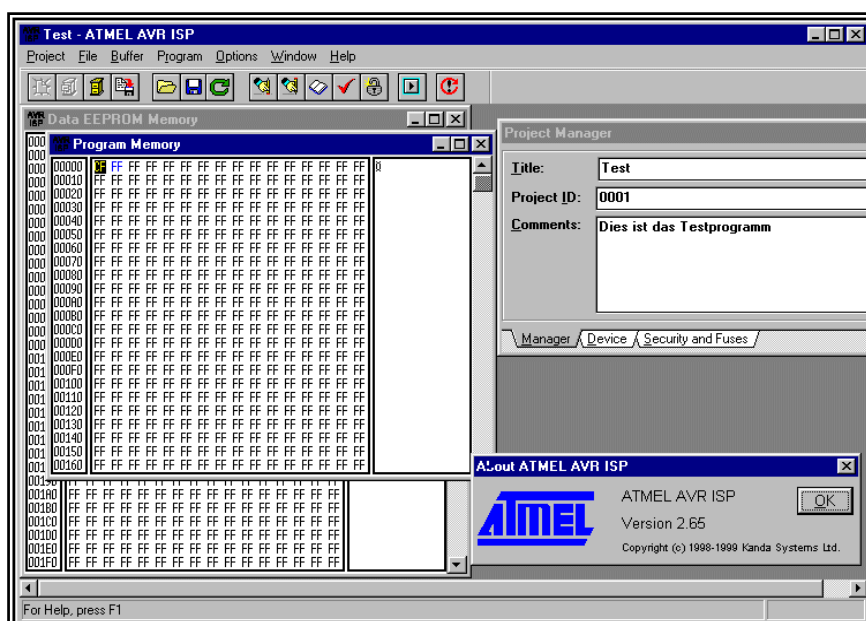 Test - ATMEL AVR ISP
Project File Buffer Program Options Window Help
AVR ISP Data EEPROM Memory
Program Memory
00000 FF FF FF FF FF FF FF FF FF FF FF FF FF FF FF
00010 FF FF FF FF FF FF FF FF FF FF FF FF FF FF FF FF
00020 FF FF FF FF FF FF FF FF FF FF FF FF FF FF FF FF
00030 FF FF FF FF FF FF FF FF FF FF FF FF FF FF FF FF
00040 FF FF FF FF FF FF FF FF FF FF FF FF FF FF FF FF
00050 FF FF FF FF FF FF FF FF FF FF FF FF FF FF FF FF
00060 FF FF FF FF FF FF FF FF FF FF FF FF FF FF FF FF
00070 FF FF FF FF FF FF FF FF FF FF FF FF FF FF FF FF
00080 FF FF FF FF FF FF FF FF FF FF FF FF FF FF FF FF
00090 FF FF FF FF FF FF FF FF FF FF FF FF FF FF FF FF
000A0 FF FF FF FF FF FF FF FF FF FF FF FF FF FF FF FF
000B0 FF FF FF FF FF FF FF FF FF FF FF FF FF FF FF FF
000C0 FF FF FF FF FF FF FF FF FF FF FF FF FF FF FF FF
000D0 FF FF FF FF FF FF FF FF FF FF FF FF FF FF FF FF
000E0 FF FF FF FF FF FF FF FF FF FF FF FF FF FF FF FF
000F0 FF FF FF FF FF FF FF FF FF FF FF FF FF FF FF FF
00100 FF FF FF FF FF FF FF FF FF FF FF FF FF FF FF FF
00110 FF FF FF FF FF FF FF FF FF FF FF FF FF FF FF FF
00120 FF FF FF FF FF FF FF FF FF FF FF FF FF FF FF FF
00130 FF FF FF FF FF FF FF FF FF FF FF FF FF FF FF FF
00140 FF FF FF FF FF FF FF FF FF FF FF FF FF FF FF FF
00150 FF FF FF FF FF FF FF FF FF FF FF FF FF FF FF FF
00160 FF FF FF FF FF FF FF FF FF FF FF FF FF FF FF FF
001A0 FF FF FF FF FF FF FF FF FF FF FF FF FF FF FF FF
001B0 FF FF FF FF FF FF FF FF FF FF FF FF FF FF FF FF
001C0 FF FF FF FF FF FF FF FF FF FF FF FF FF FF FF FF
001D0 FF FF FF FF FF FF FF FF FF FF FF FF FF FF FF FF
001E0 FF FF FF FF FF FF FF FF FF FF FF FF FF FF FF FF
001F0 FF FF FF FF FF FF FF FF FF FF FF FF FF FF FF FF
Project Manager
Title: Test
Project ID: 0001
Comments: Dies ist das Testprogramm
Manager Device Security and Fuses
About ATMEL AVR ISP
ATMEL
ATMEL AVR ISP
Version 2.65
Copyright (c) 1998-1999 Kanda Systems Ltd.
OK
For Help, press F1